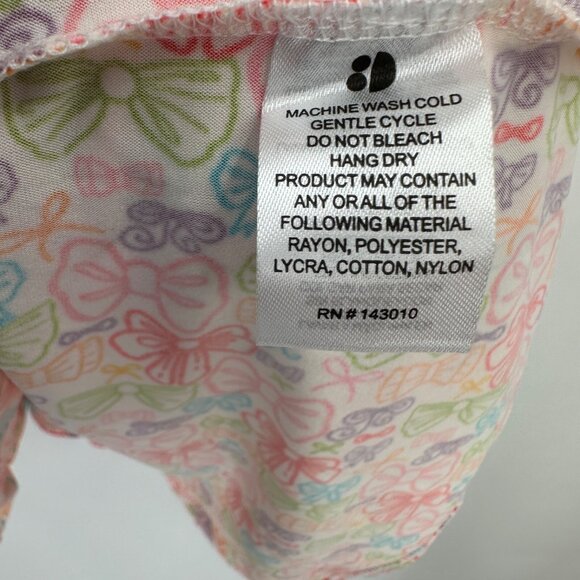 MACHINE WASH COLD
GENTLE CYCLE
DO NOT BLEACH
HANG DRY
PRODUCT MAY CONTAIN
ANY OR ALL OF THE
FOLLOWING MATERIAL
RAYON, POLYESTER,
LYCRA, COTTON, NYLON
RN # 143010